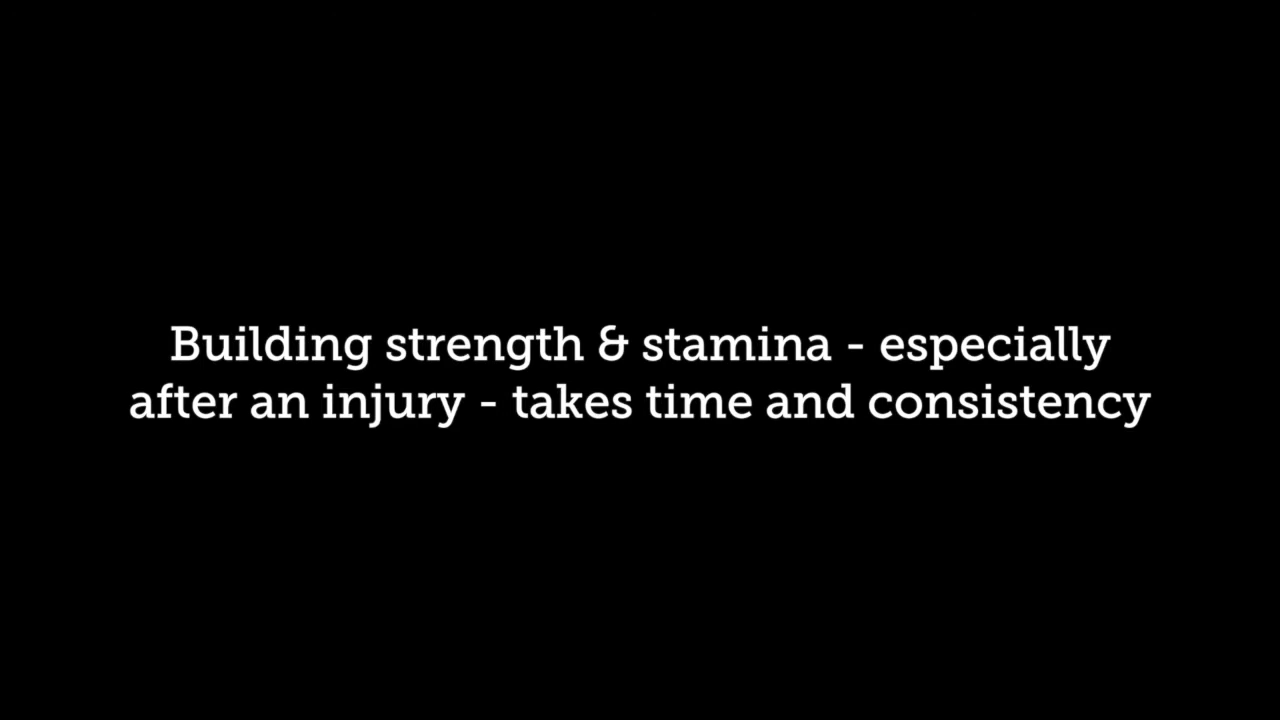 Building strength & stamina - especially
after an injury - takes time and consistency